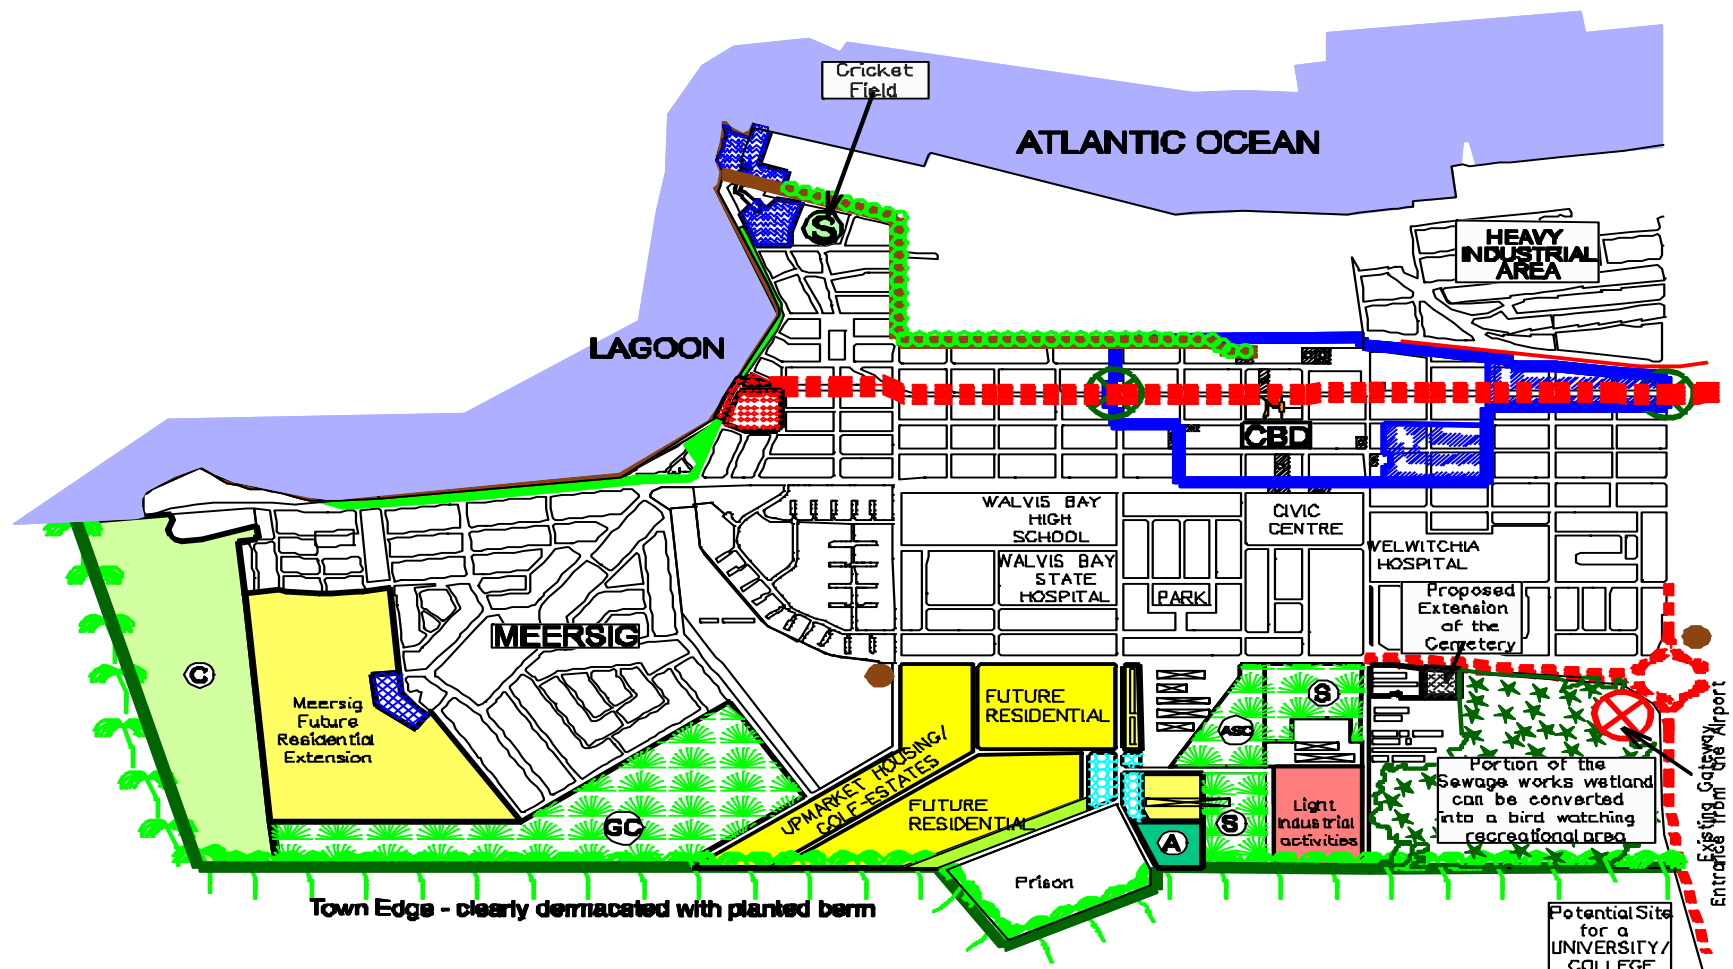 Cricket
Field
ATLANTIC OCEAN
HEAVY
INDUSTRIAL
AREA
S
LAGOON
CBD
WALVIS BAY
HIGH
SCHOOL
CIVIC
CENTRE
WALVIS BAY
STATE
HOSPITAL
WELWITCHIA
HOSPITAL
PARK
Proposed
Extension
of the
Cemetery
MEERSIG
C
Meersig
Future
Residential
Extension
FUTURE
RESIDENTIAL
S
ASC
UPMARKET HOUSING/
GOLF-ESTATES
FUTURE
RESIDENTIAL
GC
S
A
Light
Industrial
activities
Portion of the
Sewage works wetland
can be converted
into a bird watching
recreational area
Existing Gateway
Entrance from the Airport
Prison
Town Edge - clearly dermacated with planted berm
Potential Site
for a
UNIVERSITY/
COLLEGE